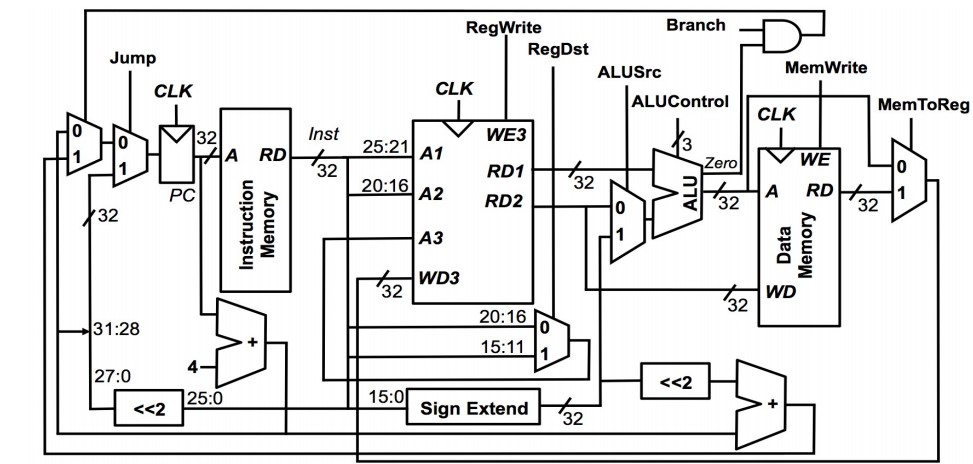 Branch
RegWrite
RegDst
Jump
ALUSrc
MemWrite
CLK
CLK
ALUControl
MemToReg
CLK
0
1
0
1
32
A
RD
Inst
32
25:21
A1
WE3
RD1
32
3
Zero
ALU
32
WE
A
RD
32
0
1
PC
Instruction
Memory
20:16
A2
RD2
0
1
Data
Memory
32
A3
WD3
32
WD
32
31:28
+
4
20:16
0
15:11
1
27:0
<<2
25:0
15:0
Sign Extend
32
<<2
+